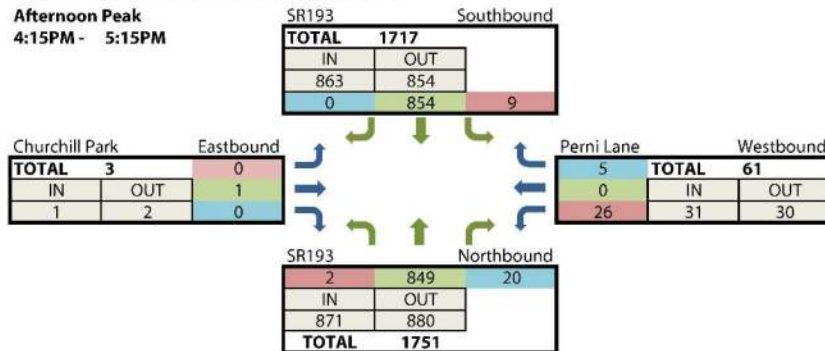 Afternoon Peak
4:15PM - 5:15PM
SR193 Southbound
TOTAL 1717
IN OUT
863 854
0 854 9
Churchill Park Eastbound
TOTAL 3 0
IN OUT 1
1 2 0
Perni Lane Westbound
5 TOTAL 61
0 IN OUT
26 31 30
SR193 Northbound
2 849 20
IN OUT
871 880
TOTAL 1751